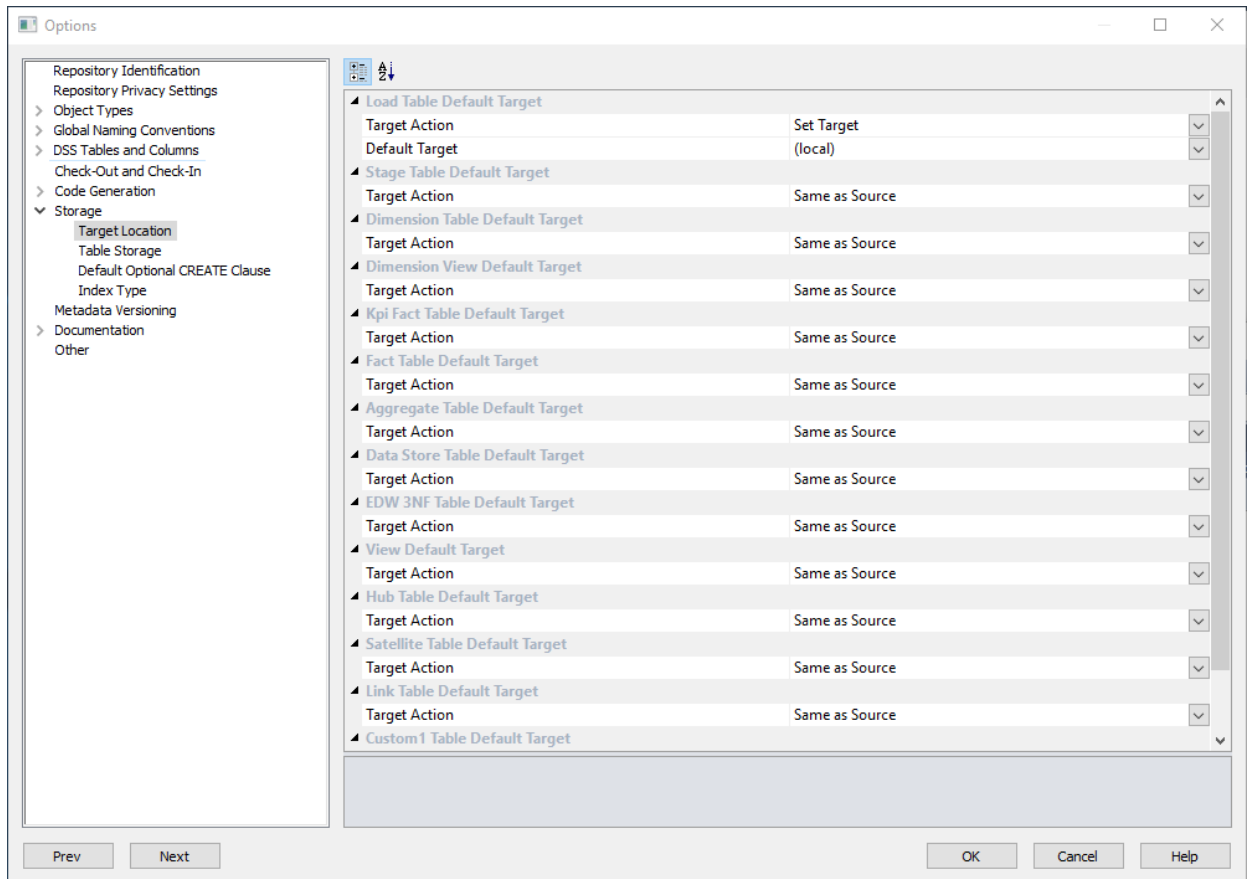 Options
Repository Identification
Repository Privacy Settings
Object Types
Global Naming Conventions
DSS Tables and Columns
Check-Out and Check-In
Code Generation
Storage
Target Location
Table Storage
Default Optional CREATE Clause
Index Type
Metadata Versioning
Documentation
Other
Load Table Default Target
Target Action Set Target
Default Target (local)
Stage Table Default Target
Target Action Same as Source
Dimension Table Default Target
Target Action Same as Source
Dimension View Default Target
Target Action Same as Source
Kpi Fact Table Default Target
Target Action Same as Source
Fact Table Default Target
Target Action Same as Source
Aggregate Table Default Target
Target Action Same as Source
Data Store Table Default Target
Target Action Same as Source
EDW 3NF Table Default Target
Target Action Same as Source
View Default Target
Target Action Same as Source
Hub Table Default Target
Target Action Same as Source
Satellite Table Default Target
Target Action Same as Source
Link Table Default Target
Target Action Same as Source
Custom1 Table Default Target
Prev Next OK Cancel Help